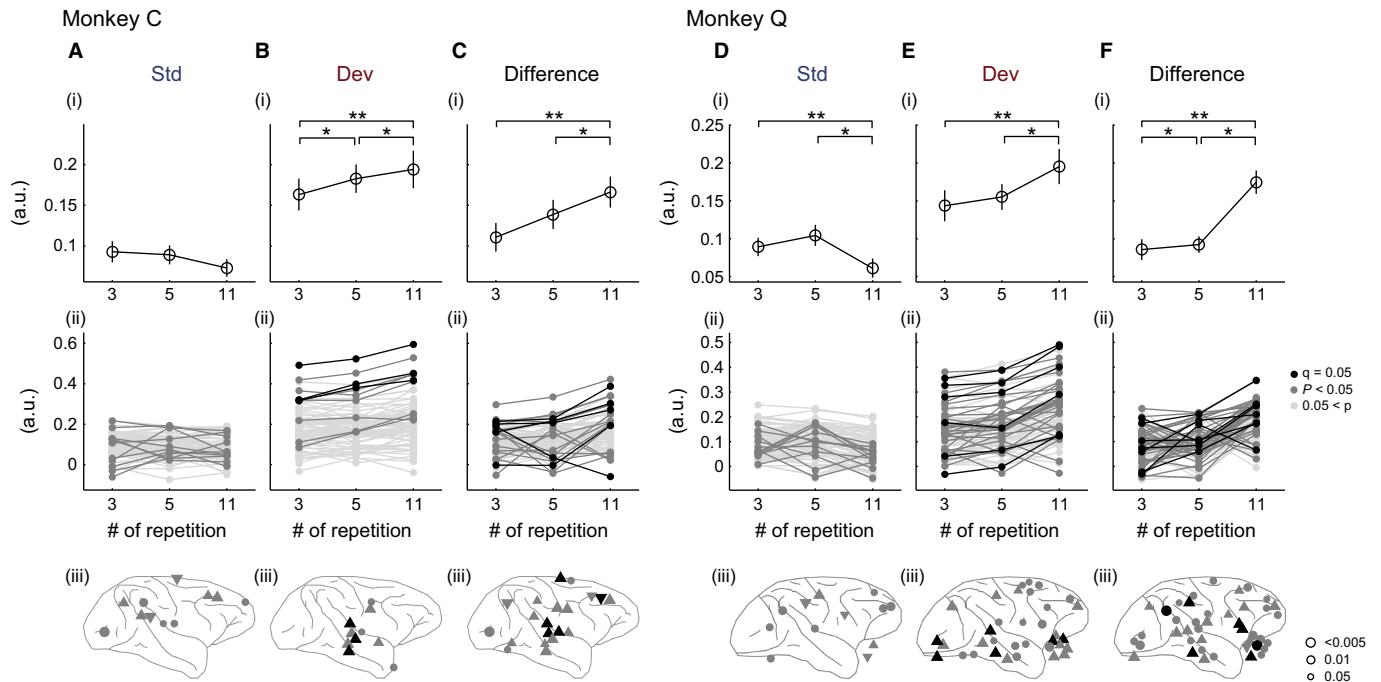 Monkey C
Monkey Q
A
B
C
D
E
F
Std
Dev
Difference
Std
Dev
Difference
(i)
(i)
(i)
(i)
(i)
(i)
**
* *
**
*
**
*
**
*
**
* *
(a.u.)
0.2
0.15
0.1
3 5 11
3 5 11
3 5 11
(a.u.)
0.25
0.2
0.15
0.1
0.05
3 5 11
3 5 11
3 5 11
(ii)
(ii)
(ii)
(ii)
(ii)
(ii)
(a.u.)
0.6
0.4
0.2
0
3 5 11
3 5 11
3 5 11
(a.u.)
0.5
0.4
0.3
0.2
0.1
0
3 5 11
3 5 11
3 5 11
q = 0.05
P < 0.05
0.05 < p
# of repetition
# of repetition
# of repetition
# of repetition
# of repetition
# of repetition
(iii)
(iii)
(iii)
(iii)
(iii)
(iii)
<0.005
0.01
0.05